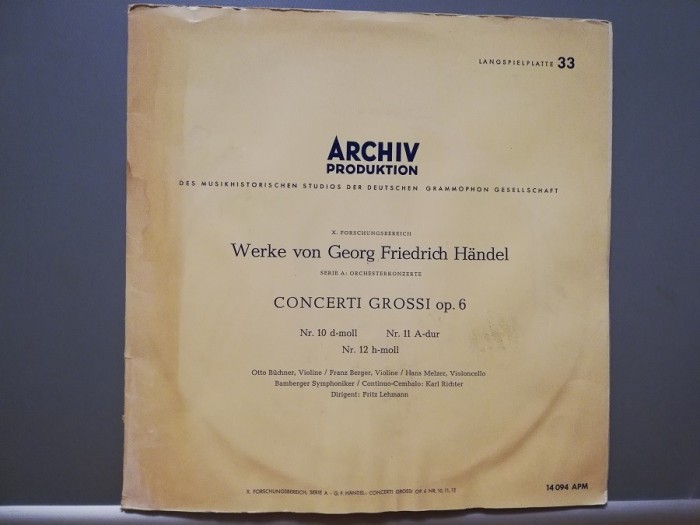 LANGSPIELPLATTE 33
ARCHIV
PRODUKTION
DES MUSIKHISTORISCHEN STUDIOS DER DEUTSCHEN GRAMMOPHON GESELLSCHAFT
X. FORSCHUNGSBEREICH
Werke von Georg Friedrich Händel
SERIE A: ORCHESTERKONZERTE
CONCERTI GROSSI op. 6
Nr. 10 d-moll Nr. 11 A-dur
Nr. 12 h-moll
Otto Büchner, Violine / Franz Berger, Violine / Hans Melzer, Violoncello
Bamberger Symphoniker / Continuo-Cembalo: Karl Richter
Dirigent: Fritz Lehmann
X. FORSCHUNGSBEREICH, SERIE A - G. F. HÄNDEL: CONCERTI GROSSI OP. 6 NR. 10, 11, 12
14 094 APM